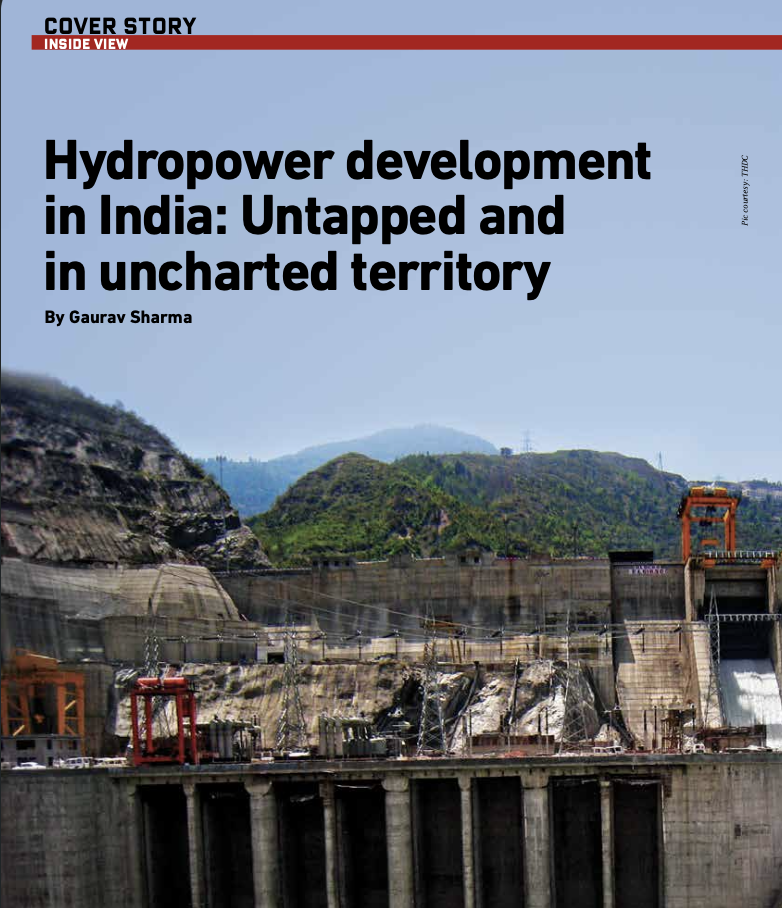 COVER STORY
INSIDE VIEW
Hydropower development
in India: Untapped and
in uncharted territory
By Gaurav Sharma
Pic courtesy: THDC